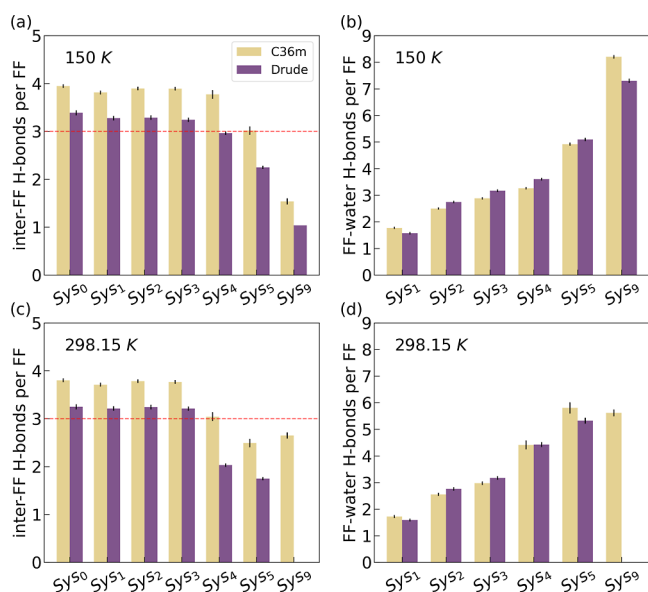 (a)
150 K
C36m
Drude
inter-FF H-bonds per FF
5
4
3
2
1
0
Sys0 Sys1 Sys2 Sys3 Sys4 Sys5 Sys9
(b)
150 K
FF-water H-bonds per FF
9
8
7
6
5
4
3
2
1
0
Sys1 Sys2 Sys3 Sys4 Sys5 Sys9
(c)
298.15 K
inter-FF H-bonds per FF
5
4
3
2
1
0
Sys0 Sys1 Sys2 Sys3 Sys4 Sys5 Sys9
(d)
298.15 K
FF-water H-bonds per FF
9
8
7
6
5
4
3
2
1
0
Sys1 Sys2 Sys3 Sys4 Sys5 Sys9